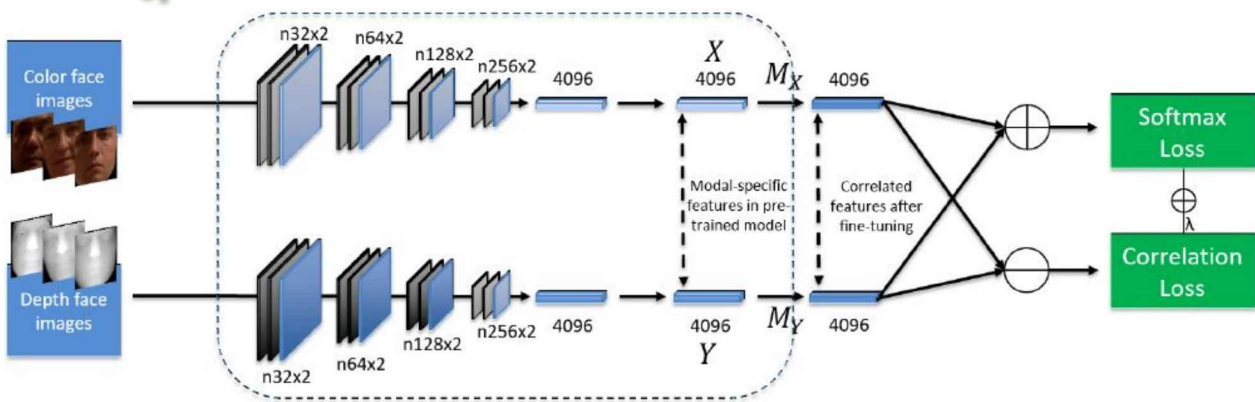 Color face
images
n32x2
n64x2
n128x2
n256x2
4096
X
4096
M_X
4096
Softmax
Loss
Modal-specific
features in pre-
trained model
Correlated
features after
fine-tuning
λ
Correlation
Loss
Depth face
images
n32x2
n64x2
n128x2
n256x2
4096
4096
Y
M_Y
4096